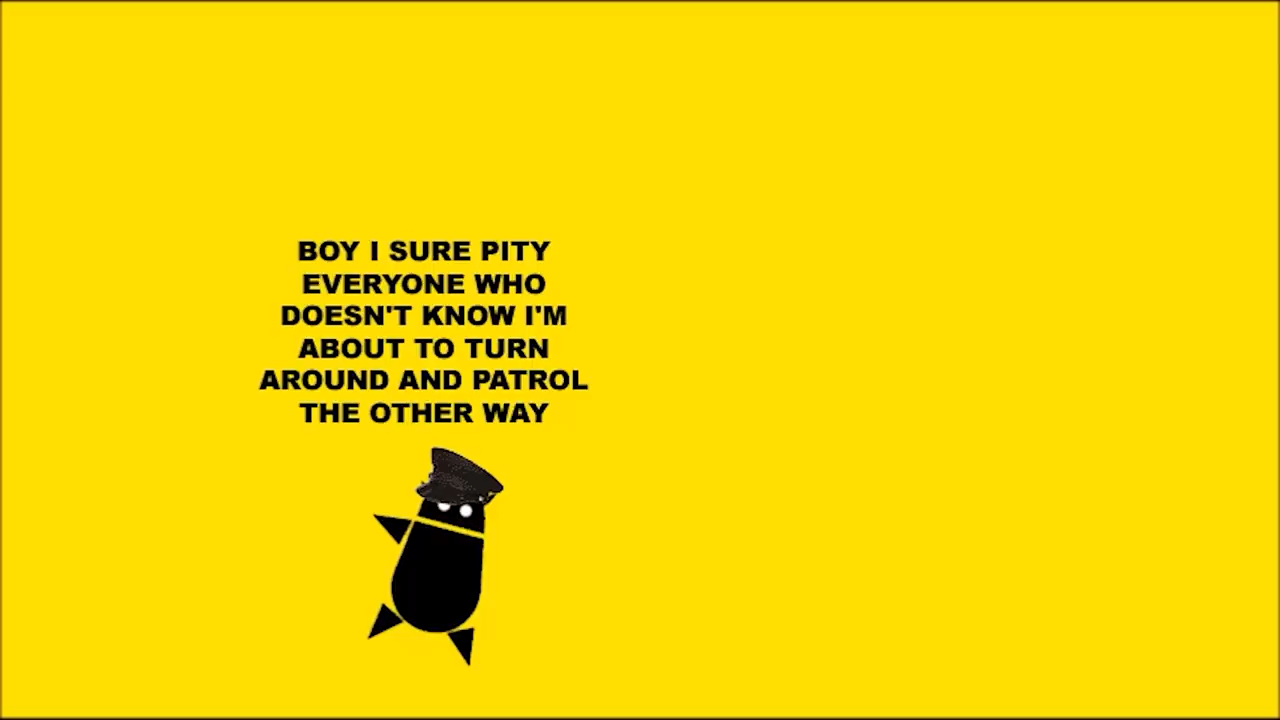 BOY I SURE PITY
EVERYONE WHO
DOESN'T KNOW I'M
ABOUT TO TURN
AROUND AND PATROL
THE OTHER WAY